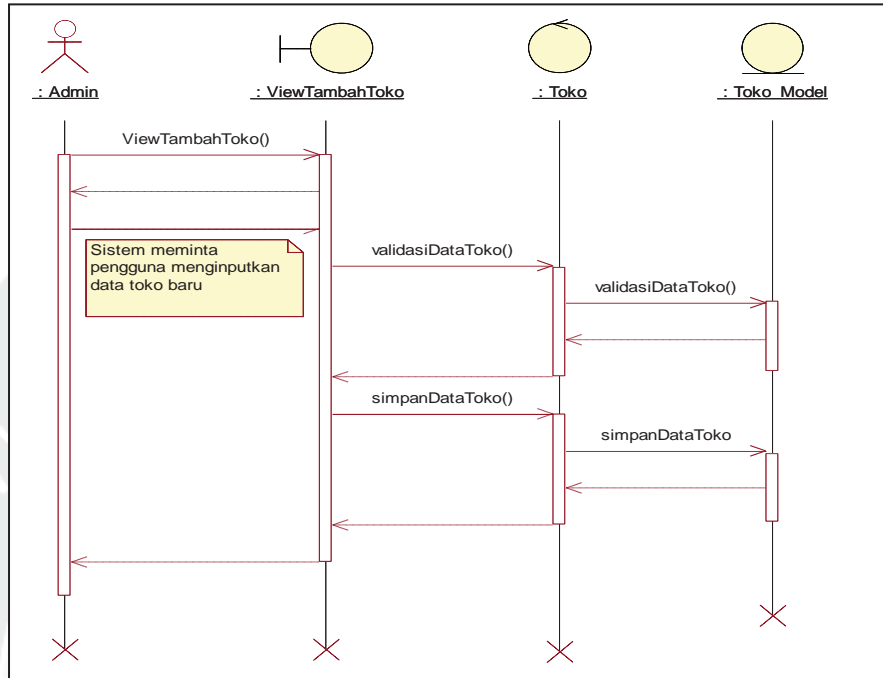 : Admin
: ViewTambahToko
: Toko
: Toko_Model
ViewTambahToko()
Sistem meminta
pengguna menginputkan
data toko baru
validasiDataToko()
validasiDataToko()
simpanDataToko()
simpanDataToko